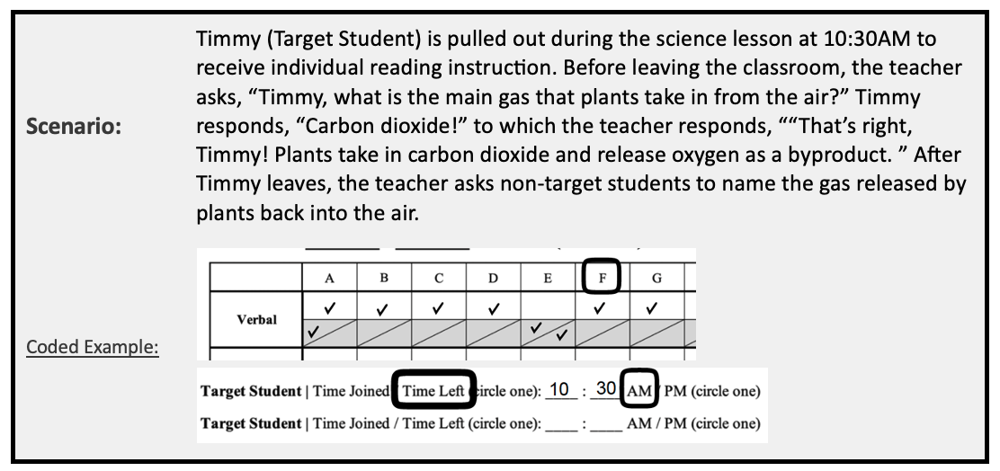 Timmy (Target Student) is pulled out during the science lesson at 10:30AM to
receive individual reading instruction. Before leaving the classroom, the teacher
asks, “Timmy, what is the main gas that plants take in from the air?” Timmy
Scenario:
responds, “Carbon dioxide!” to which the teacher responds, ““That’s right,
Timmy! Plants take in carbon dioxide and release oxygen as a byproduct. ” After
Timmy leaves, the teacher asks non-target students to name the gas released by
plants back into the air.
A B C D E F G
✓ ✓ ✓ ✓ ✓ ✓
Verbal
✓ ✓ ✓
Coded Example:
Target Student | Time Joined Time Left circle one): 10 : 30 AM / PM (circle one)
Target Student | Time Joined / Time Left (circle one): ____ : ____ AM / PM (circle one)